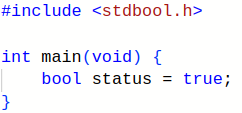 #include <stdbool.h>

int main(void) {
    bool status = true;
}